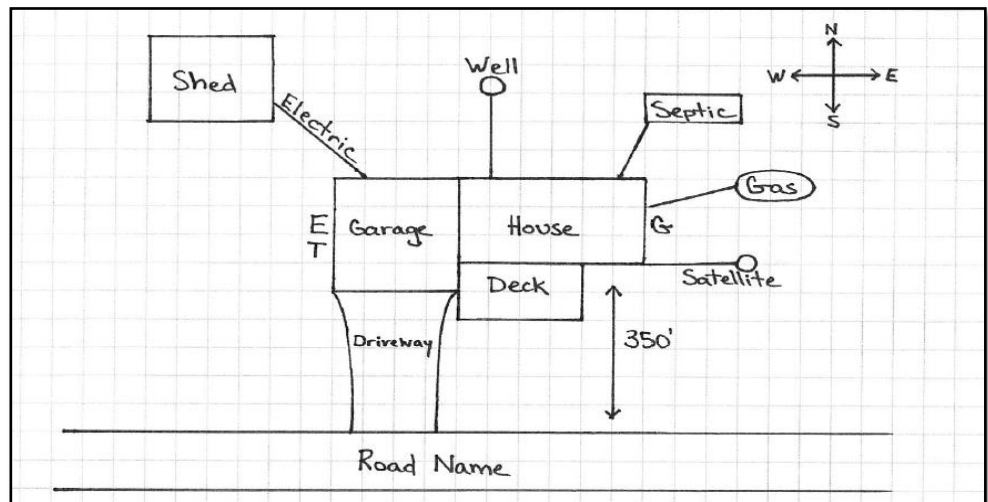 N
Well
Shed
W E
Septic
S
Electric
Gas
E
T
Garage
House
G
Satellite
Deck
Driveway
350'
Road Name